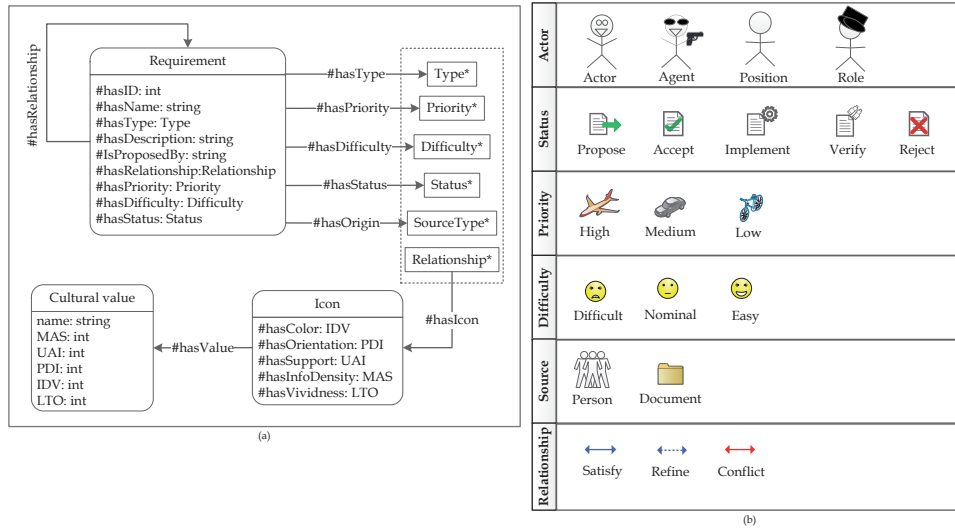 #hasRelationship
Requirement
#hasID: int
#hasName: string
#hasType: Type
#hasDescription: string
#IsProposedBy: string
#hasRelationship:Relationship
#hasPriority: Priority
#hasDifficulty: Difficulty
#hasStatus: Status
#hasType
#hasPriority
#hasDifficulty
#hasStatus
#hasOrigin
Type*
Priority*
Difficulty*
Status*
SourceType*
Relationship*
#hasIcon
Cultural value
name: string
MAS: int
UAI: int
PDI: int
IDV: int
LTO: int
#hasValue
Icon
#hasColor: IDV
#hasOrientation: PDI
#hasSupport: UAI
#hasInfoDensity: MAS
#hasVividness: LTO
(a)
Actor
Actor Agent Position Role
Status
Propose Accept Implement Verify Reject
Priority
High Medium Low
Difficulty
Difficult Nominal Easy
Source
Person Document
Relationship
Satisfy Refine Conflict
(b)